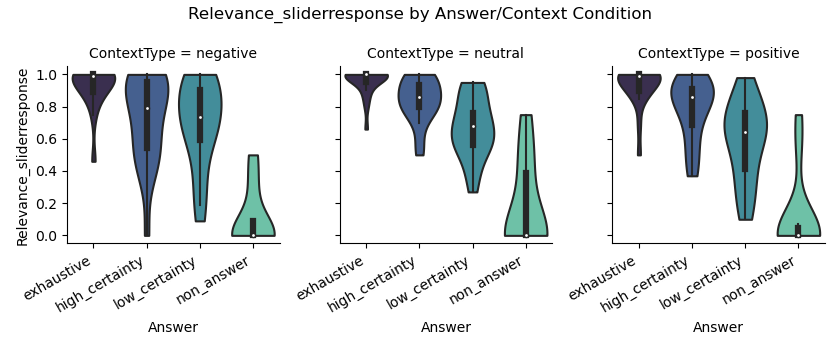 Relevance_sliderresponse by Answer/Context Condition
ContextType = negative
ContextType = neutral
ContextType = positive
Relevance_sliderresponse
1.0
0.8
0.6
0.4
0.2
0.0
exhaustive
high_certainty
low_certainty
non_answer
exhaustive
high_certainty
low_certainty
non_answer
exhaustive
high_certainty
low_certainty
non_answer
Answer
Answer
Answer